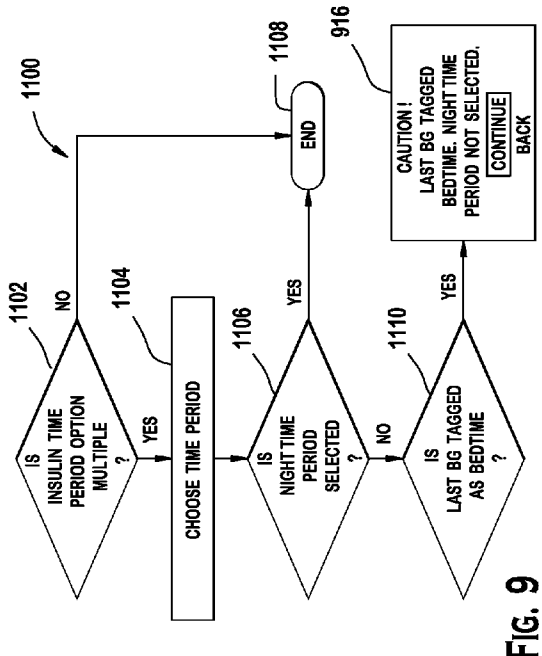 1100
1102
IS
INSULIN TIME
PERIOD OPTION
MULTIPLE
?
NO
YES
1104
CHOOSE TIME PERIOD
1106
IS
NIGHT TIME
PERIOD
SELECTED
?
YES
NO
1108
END
1110
IS
LAST BG TAGGED
AS BEDTIME
?
YES
916
CAUTION!
LAST BG TAGGED
BEDTIME. NIGHT TIME
PERIOD NOT SELECTED.
CONTINUE
BACK
FIG. 9